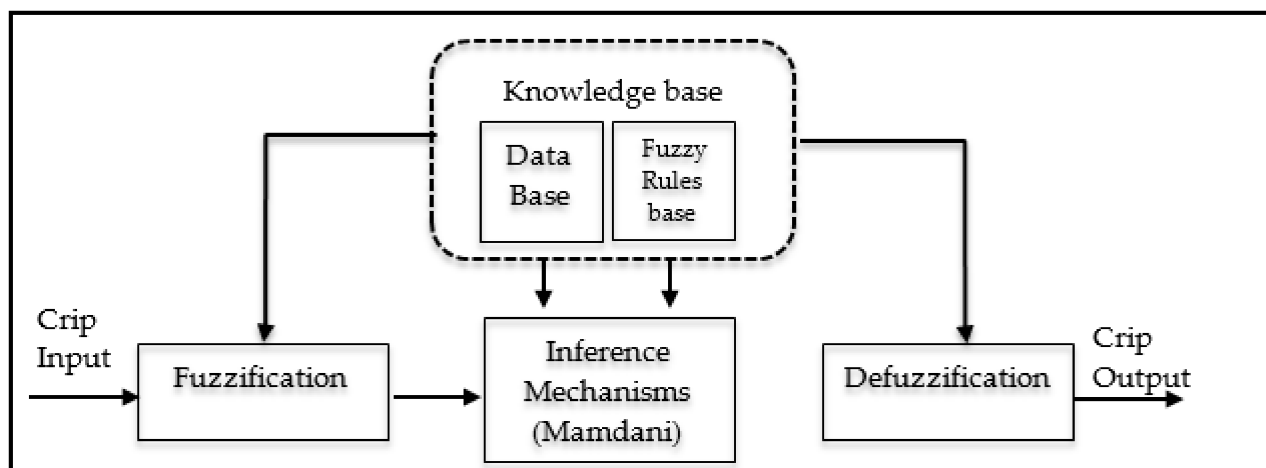 Knowledge base
Data
Base
Fuzzy
Rules
base
Crip
Input
Fuzzification
Inference
Mechanisms
(Mamdani)
Defuzzification
Crip
Output